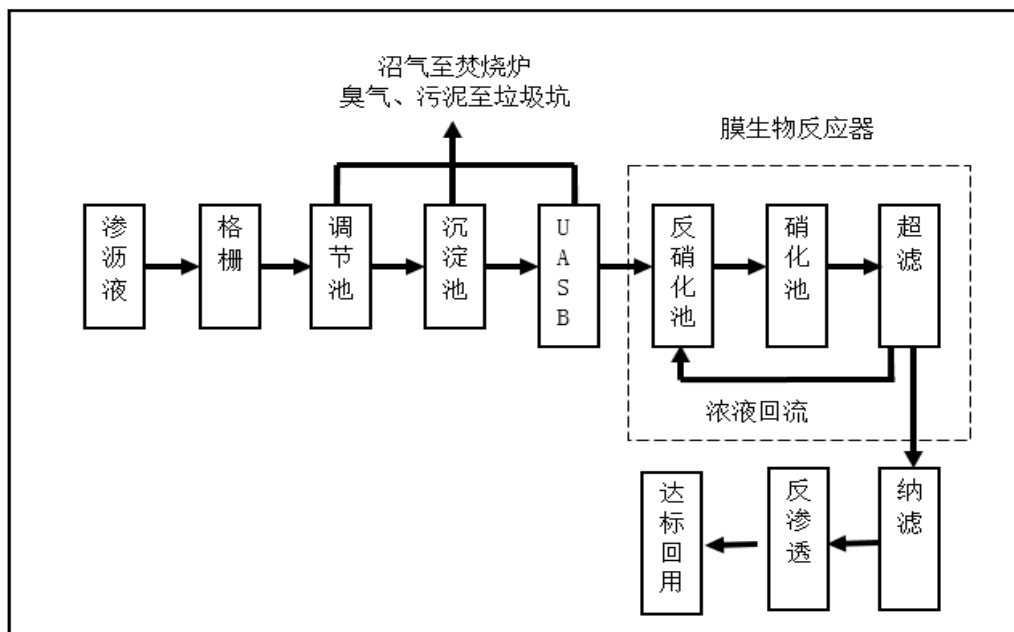 沼气至焚烧炉
臭气、污泥至垃圾坑
膜生物反应器
渗沥液
格栅
调节池
沉淀池
UASB
反硝化池
硝化池
超滤
浓液回流
达标回用
反渗透
纳滤